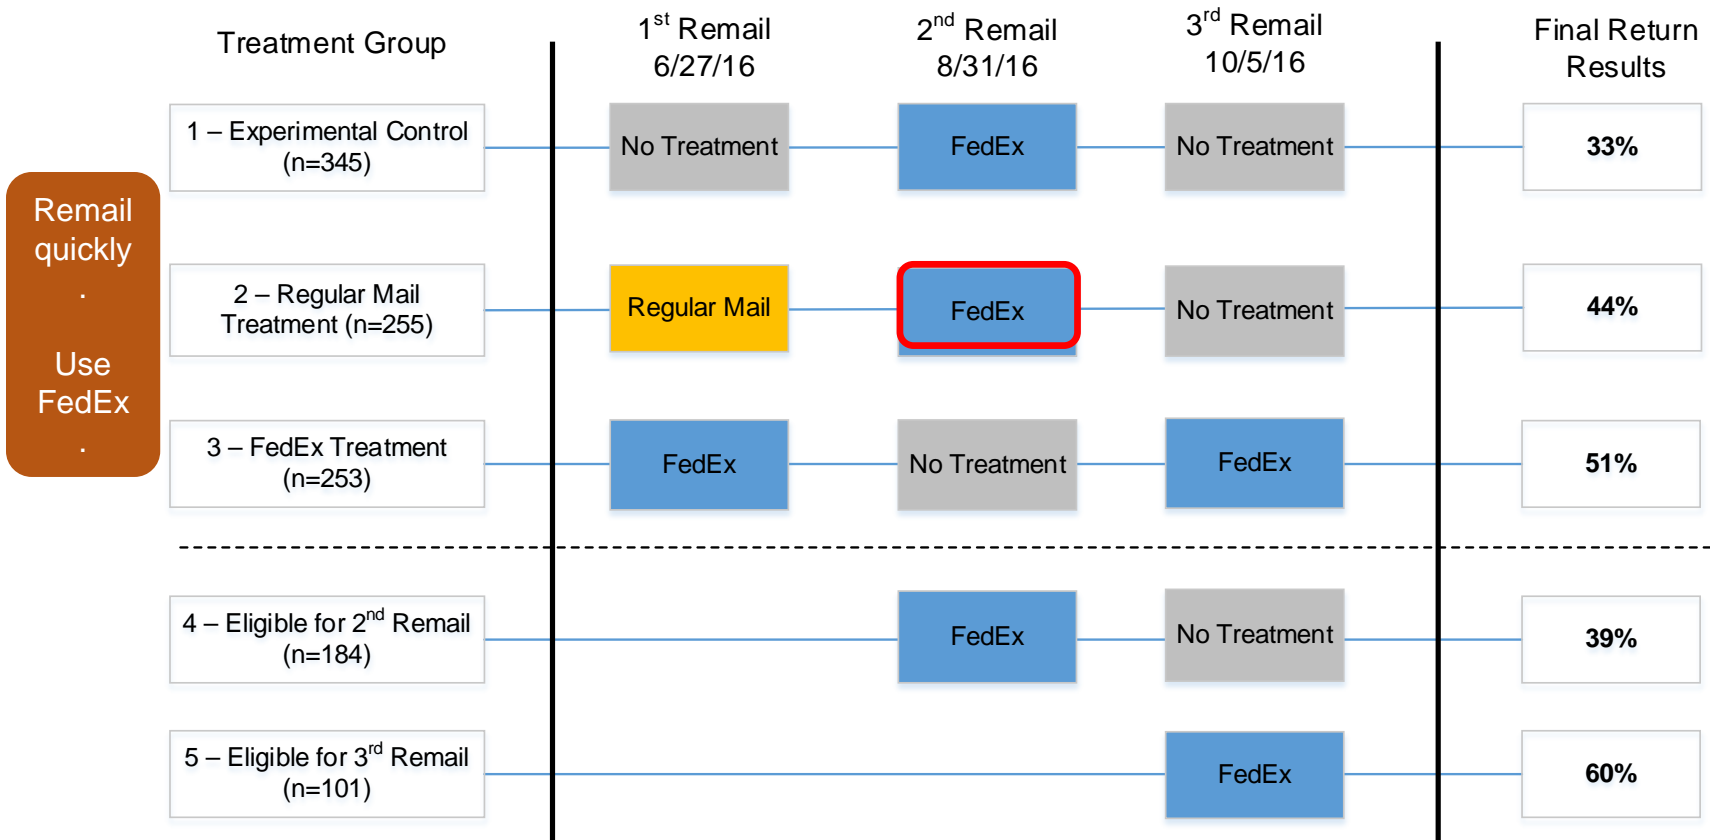 Treatment Group
1st Remail
6/27/16
2nd Remail
8/31/16
3rd Remail
10/5/16
Final Return
Results
Remail
quickly
.
Use
FedEx
.
1 – Experimental Control
(n=345)
No Treatment
FedEx
No Treatment
33%
2 – Regular Mail
Treatment (n=255)
Regular Mail
FedEx
No Treatment
44%
3 – FedEx Treatment
(n=253)
FedEx
No Treatment
FedEx
51%
4 – Eligible for 2nd Remail
(n=184)
FedEx
No Treatment
39%
5 – Eligible for 3rd Remail
(n=101)
FedEx
60%